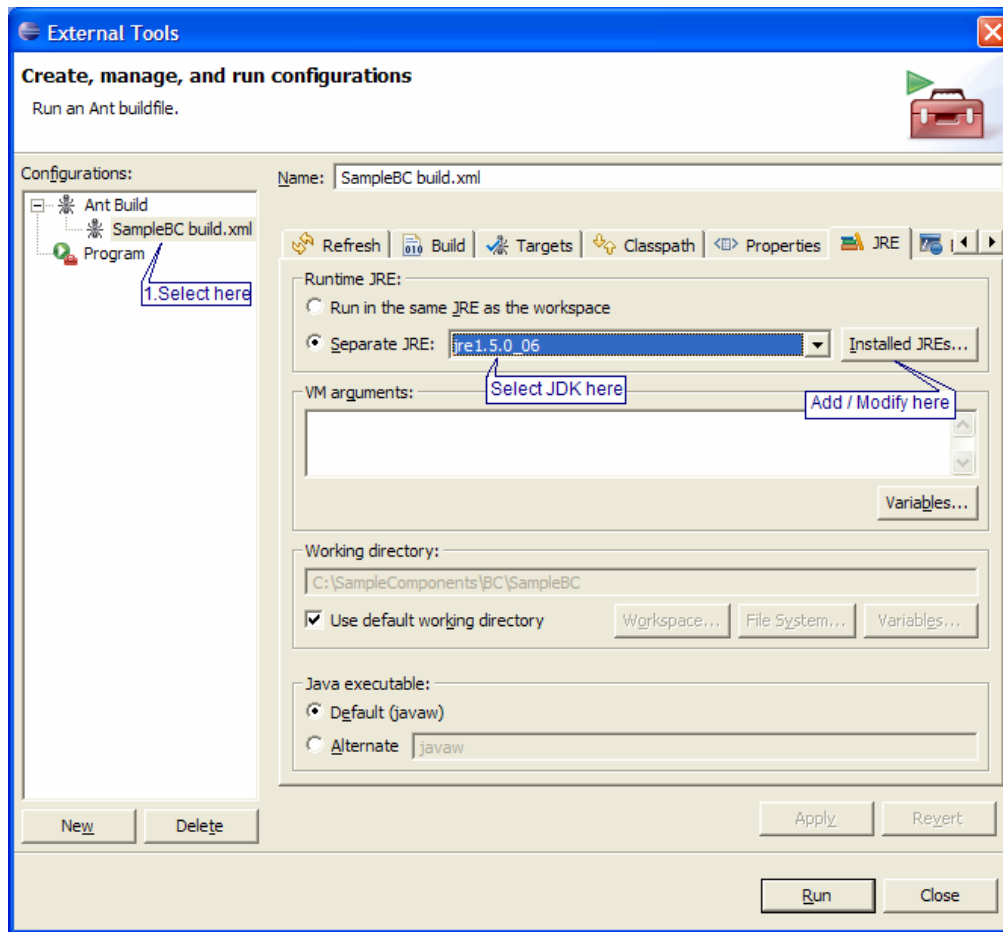 External Tools
Create, manage, and run configurations
Run an Ant buildfile.
Configurations:
Ant Build
SampleBC build.xml
Program
1.Select here
New
Delete
Name: SampleBC build.xml
Refresh Build Targets Classpath Properties JRE
Runtime JRE:
Run in the same JRE as the workspace
Separate JRE: jre1.5.0_06 Installed JREs...
Select JDK here
Add / Modify here
VM arguments:
Variables...
Working directory:
C:\SampleComponents\BC\SampleBC
Use default working directory Workspace... File System... Variables...
Java executable:
Default (javaw)
Alternate javaw
Apply Revert
Run Close